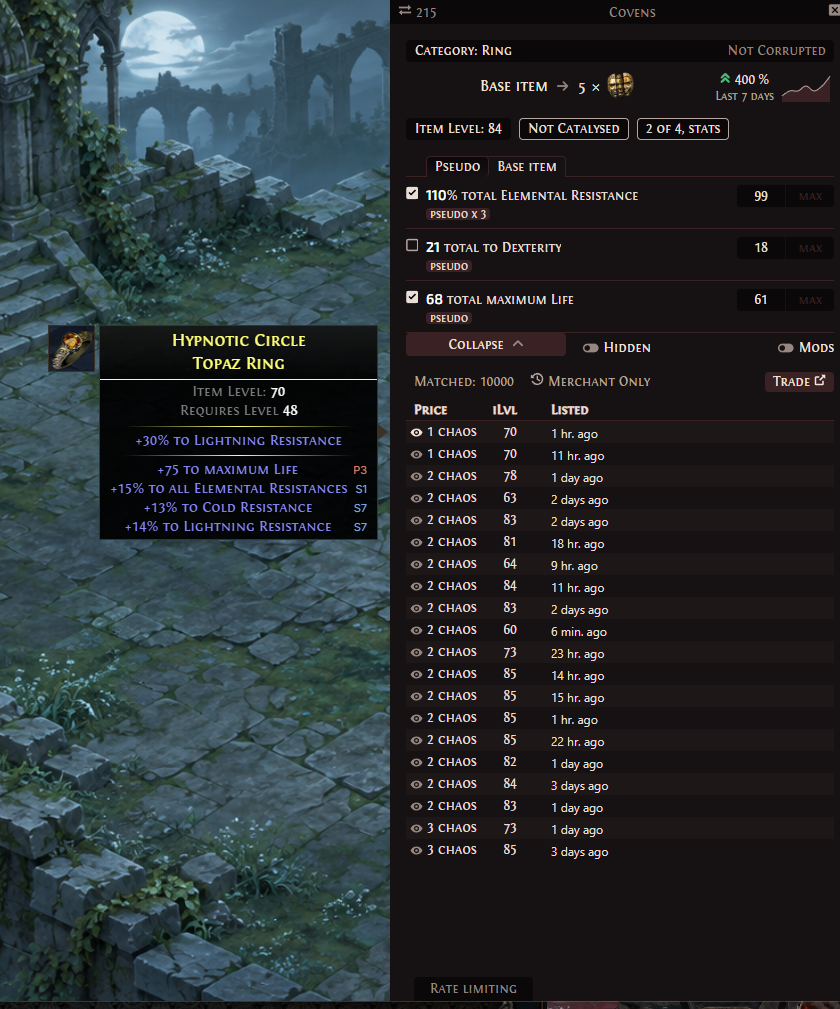 215
Covens
Category: Ring
Not Corrupted
Base item → 5 ×
400 %
Last 7 days
Item Level: 84
Not Catalysed
2 of 4, stats
Pseudo
Base item
110% total Elemental Resistance
99
MAX
PSEUDO X 3
21 total to Dexterity
18
MAX
PSEUDO
68 total maximum Life
61
MAX
PSEUDO
Collapse
Hidden
Mods
Matched: 10000
Merchant Only
Trade
Price
iLvl
Listed
1 chaos 70 1 hr. ago
1 chaos 70 11 hr. ago
2 chaos 78 1 day ago
2 chaos 63 2 days ago
2 chaos 83 2 days ago
2 chaos 81 18 hr. ago
2 chaos 64 9 hr. ago
2 chaos 84 11 hr. ago
2 chaos 83 2 days ago
2 chaos 60 6 min. ago
2 chaos 73 23 hr. ago
2 chaos 85 14 hr. ago
2 chaos 85 15 hr. ago
2 chaos 85 1 hr. ago
2 chaos 85 22 hr. ago
2 chaos 82 1 day ago
2 chaos 84 3 days ago
2 chaos 83 1 day ago
3 chaos 73 1 day ago
3 chaos 85 3 days ago
Rate limiting
Hypnotic Circle
Topaz Ring
Item Level: 70
Requires Level 48
+30% to Lightning Resistance
+75 to maximum Life P3
+15% to all Elemental Resistances S1
+13% to Cold Resistance S7
+14% to Lightning Resistance S7